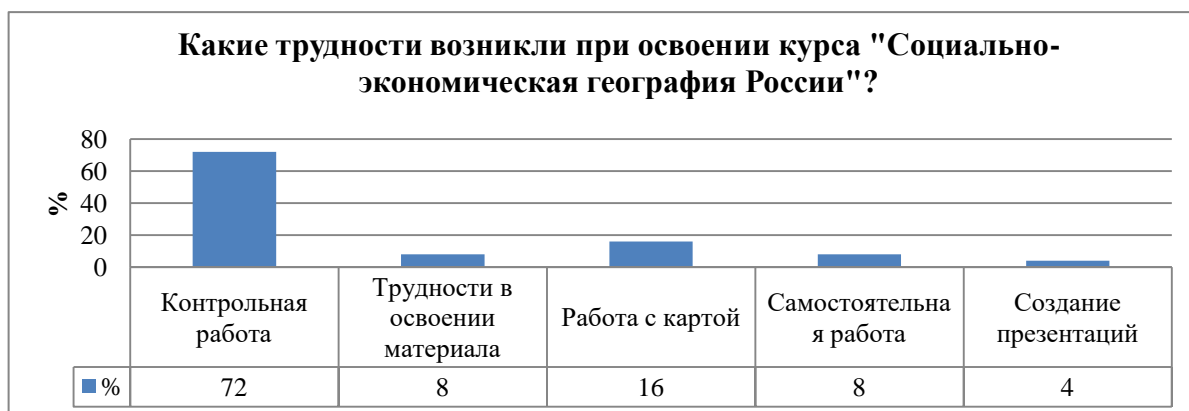 Какие трудности возникли при освоении курса "Социально-
экономическая география России"?
80
60
40
20
0
%
Контрольная
работа
Трудности в
освоении
материала
Работа с картой
Самостоятельна
я работа
Создание
презентаций
% 72 8 16 8 4